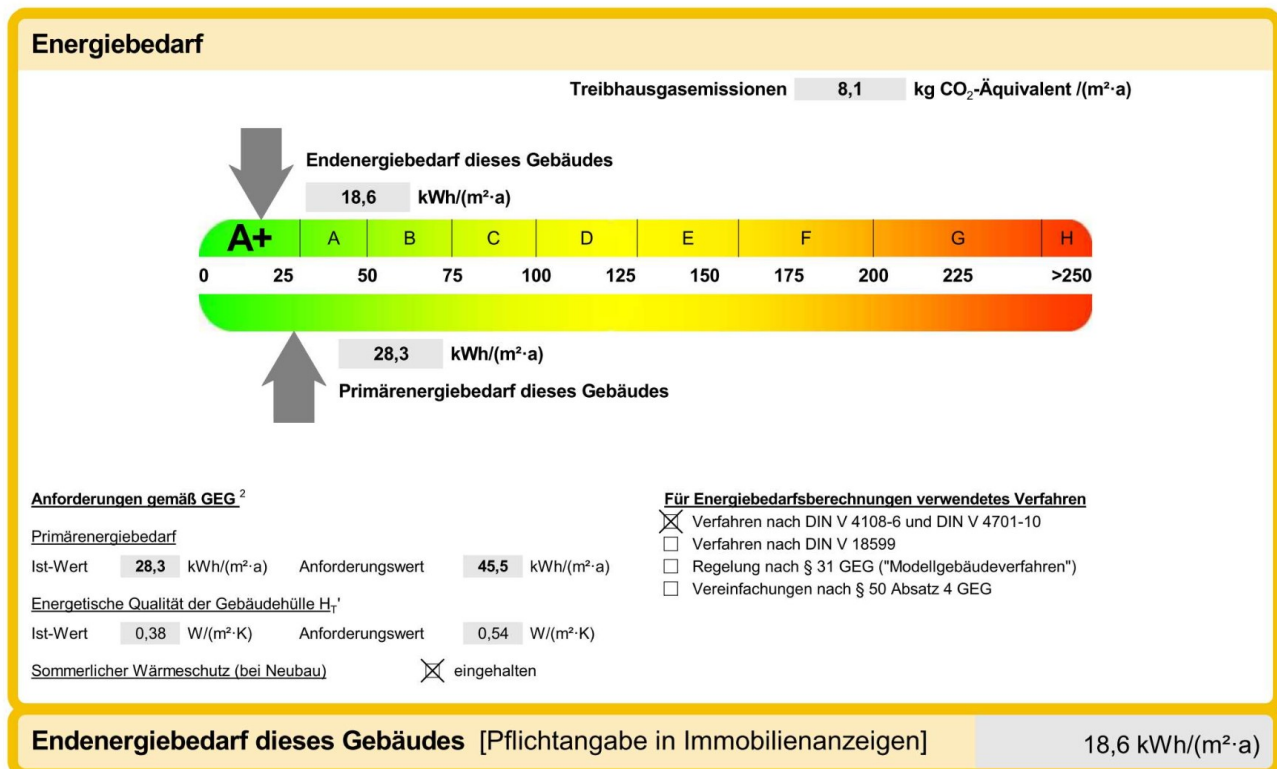 Energiebedarf
Treibhausgasemissionen 8,1 kg CO₂-Äquivalent /(m²·a)
Endenergiebedarf dieses Gebäudes
18,6 kWh/(m²·a)
A+ A B C D E F G H
0 25 50 75 100 125 150 175 200 225 >250
28,3 kWh/(m²·a)
Primärenergiebedarf dieses Gebäudes
Anforderungen gemäß GEG ²
Primärenergiebedarf
Ist-Wert 28,3 kWh/(m²·a) Anforderungswert 45,5 kWh/(m²·a)
Energetische Qualität der Gebäudehülle H_T'
Ist-Wert 0,38 W/(m²·K) Anforderungswert 0,54 W/(m²·K)
Sommerlicher Wärmeschutz (bei Neubau) ☒ eingehalten
Für Energiebedarfsberechnungen verwendetes Verfahren
☒ Verfahren nach DIN V 4108-6 und DIN V 4701-10
☐ Verfahren nach DIN V 18599
☐ Regelung nach § 31 GEG ("Modellgebäudeverfahren")
☐ Vereinfachungen nach § 50 Absatz 4 GEG
Endenergiebedarf dieses Gebäudes [Pflichtangabe in Immobilienanzeigen] 18,6 kWh/(m²·a)